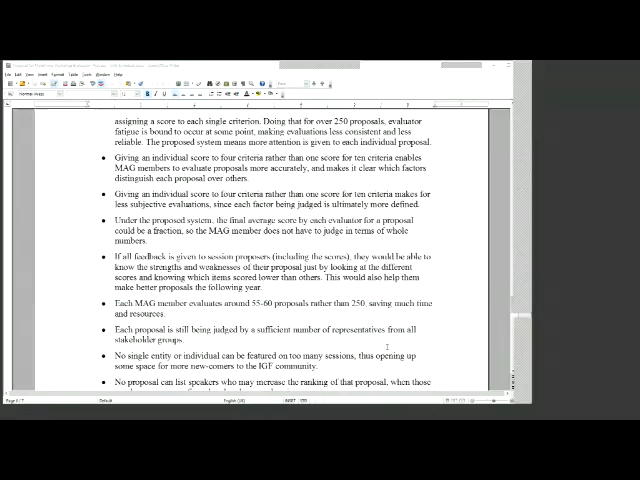 File Edit View Insert Format Table Tools Window Help
assigning a score to each single criterion. Doing that for over 250 proposals, evaluator
fatigue is bound to occur at some point, making evaluations less consistent and less
reliable. The proposed system means more attention is given to each individual proposal.
• Giving an individual score to four criteria rather than one score for ten criteria enables
MAG members to evaluate proposals more accurately, and makes it clear which factors
distinguish each proposal over others.
• Giving an individual score to four criteria rather than one score for ten criteria makes for
less subjective evaluations, since each factor being judged is ultimately more defined.
• Under the proposed system, the final average score by each evaluator for a proposal
could be a fraction, so the MAG member does not have to judge in terms of whole
numbers.
• If all feedback is given to session proposers (including the scores), they would be able to
know the strengths and weaknesses of their proposal just by looking at the different
scores and knowing which items scored lower than others. This would also help them
make better proposals the following year.
• Each MAG member evaluates around 55-60 proposals rather than 250, saving much time
and resources.
• Each proposal is still being judged by a sufficient number of representatives from all
stakeholder groups.
• No single entity or individual can be featured on too many sessions, thus opening up
some space for more new-comers to the IGF community.
• No proposal can list speakers who may increase the ranking of that proposal, when those
Default English (US) INSRT